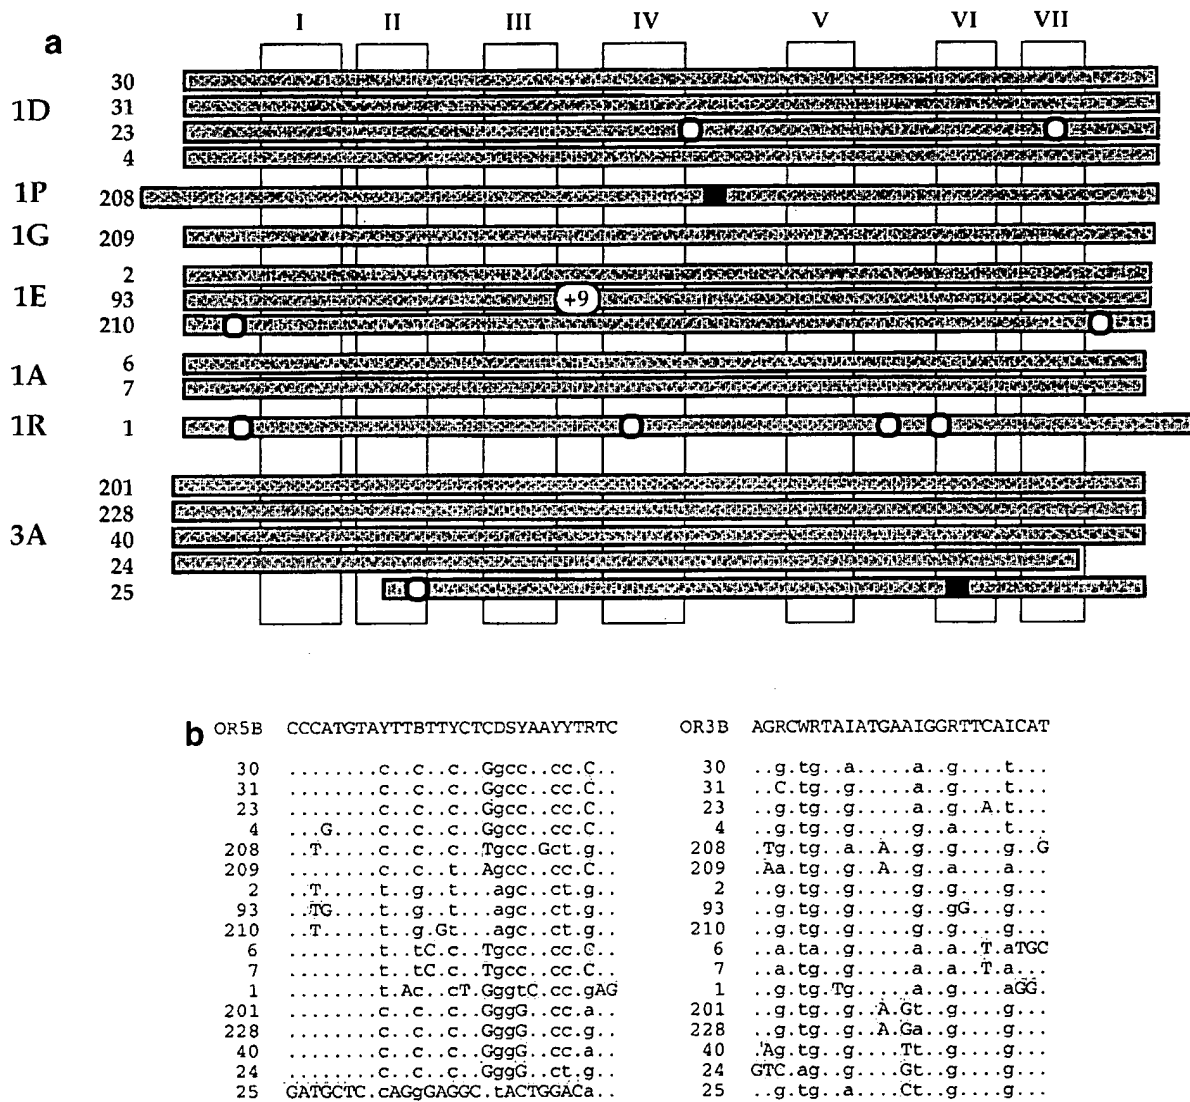 a I II III IV V VI VII
1D 30
31
23
4
1P 208
1G 209
1E 2
93 +9
210
1A 6
7
1R 1
3A 201
228
40
24
25
b OR5B CCCATGTAYTTBTTYCTCDSYAAYYTRTC OR3B AGRCWRTAIATGAAIGGRTTCAICAT
30 ........c..c..c..Ggcc..cc.C.. 30 ..g.tg..a.....a..g....t...
31 ........c..c..c..Ggcc..cc.C.. 31 ..C.tg..g.....a..g....t...
23 ........c..c..c..Ggcc..cc.C.. 23 ..g.tg..g.....a..g..A.t...
4 ...G....c..c..c..Ggcc..cc.C.. 4 ..g.tg..g.....g..a....t...
208 ..T.....c..c..c..Tgcc..Gct.g.. 208 .Tg.tg..a..A..g..g....g..G
209 ........c..c..t..Agcc..cc.C.. 209 .Aa.tg..g..A..g..a....a...
2 ..T.....t..g..t...agc..ct.g.. 2 ..g.tg..g.....g..g....g...
93 ..TG....t..g..t...agc..ct.g.. 93 ..g.tg..g.....g..gG...g...
210 ..T.....t..g.Gt...agc..ct.g.. 210 ..g.tg..g.....g..g....g...
6 ........t..tC.c..Tgcc..cc.C.. 6 ..a.ta..g.....a..a..T.aTGC
7 ........t..tC.c..Tgcc..cc.C.. 7 ..a.tg..g.....a..a..T.a...
1 ........t.Ac..cT.GggtC.cc.gAG 1 ..g.tg.Tg.....a..g....aGG.
201 ........c..c..c..GggG..cc.a.. 201 ..g.tg..g..A.Gt..g....g...
228 ........c..c..c..GggG..cc.g.. 228 ..g.tg..g..A.Ga..g....g...
40 ........c..c..c..GggG..cc.a.. 40 .Ag.tg..g....Tt..g....g...
24 ........c..c..c..GggG..ct.g.. 24 GTC.ag..g....Gt..g....g...
25 GATGCTC.cAGgGAGGC.tACTGGACa.. 25 ..g.tg..a....Ct..g....g...